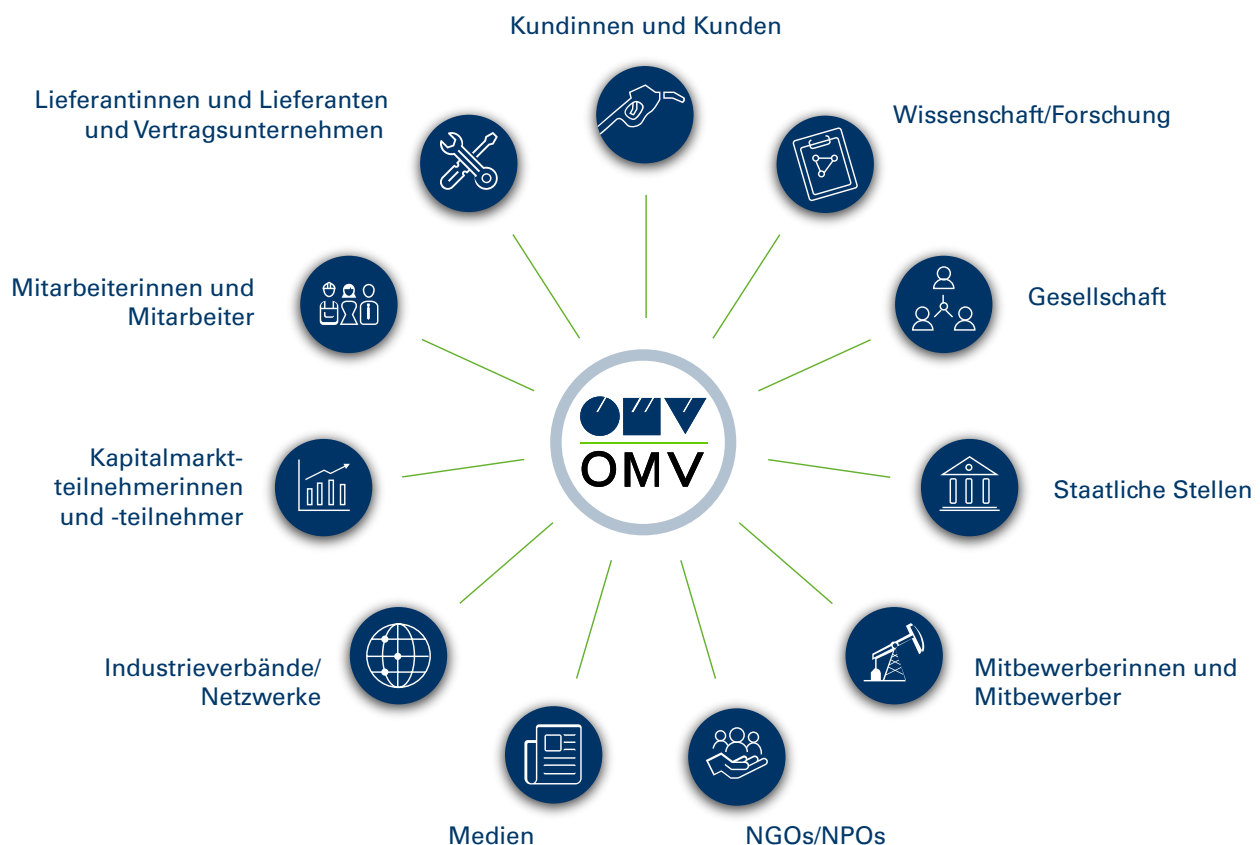 Kundinnen und Kunden
Lieferantinnen und Lieferanten
und Vertragsunternehmen
Wissenschaft/Forschung
Mitarbeiterinnen und
Mitarbeiter
Gesellschaft
OMV
OMV
Kapitalmarkt-
teilnehmerinnen
und -teilnehmer
Staatliche Stellen
Industrieverbände/
Netzwerke
Mitbewerberinnen und
Mitbewerber
Medien
NGOs/NPOs